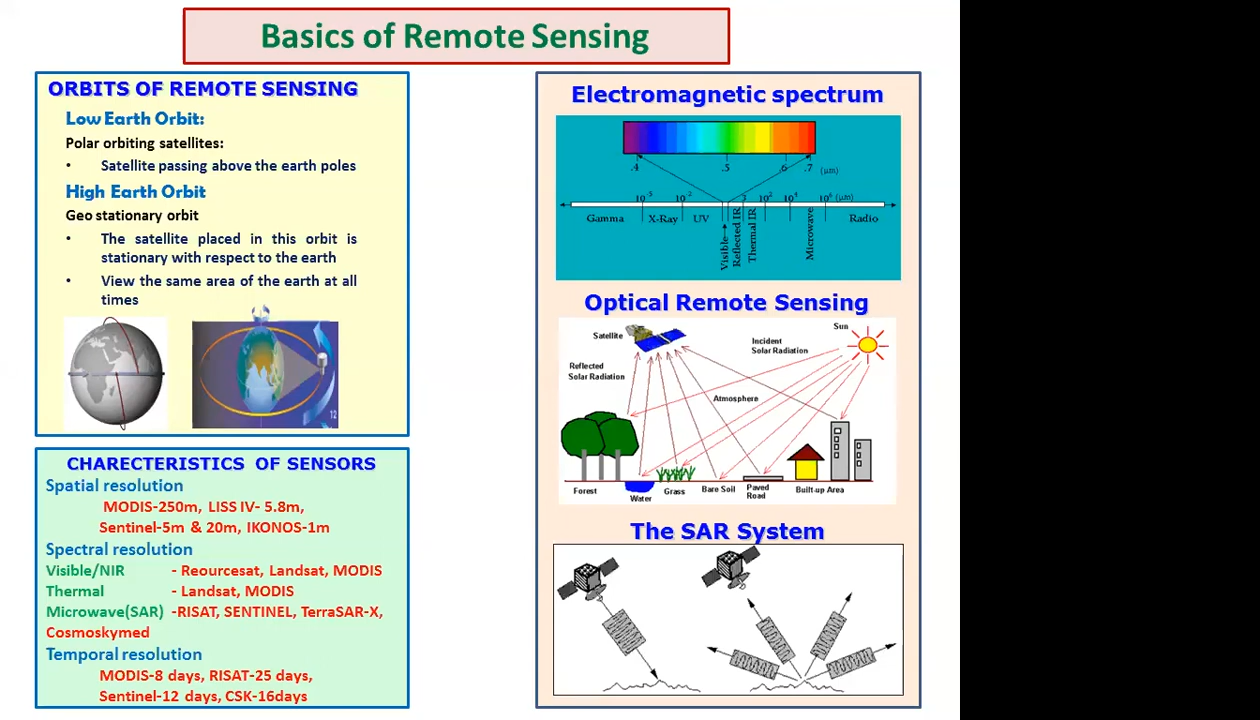 Basics of Remote Sensing
ORBITS OF REMOTE SENSING
Low Earth Orbit:
Polar orbiting satellites:
• Satellite passing above the earth poles
High Earth Orbit
Geo stationary orbit
• The satellite placed in this orbit is
stationary with respect to the earth
• View the same area of the earth at all
times
12
CHARECTERISTICS OF SENSORS
Spatial resolution
MODIS-250m, LISS IV- 5.8m,
Sentinel-5m & 20m, IKONOS-1m
Spectral resolution
Visible/NIR - Reourcesat, Landsat, MODIS
Thermal - Landsat, MODIS
Microwave(SAR) -RISAT, SENTINEL, TerraSAR-X,
Cosmoskymed
Temporal resolution
MODIS-8 days, RISAT-25 days,
Sentinel-12 days, CSK-16days
Electromagnetic spectrum
.4 .5 .6 .7 (μm)
10⁻⁵ 10⁻² 3 10² 10⁴ 10⁶ (μm)
Gamma X-Ray UV Visible Reflected IR Thermal IR Microwave Radio
Optical Remote Sensing
Satellite
Sun
Incident
Solar Radiation
Reflected
Solar Radiation
Atmosphere
Forest
Water
Grass
Bare Soil
Paved
Road
Built-up Area
The SAR System